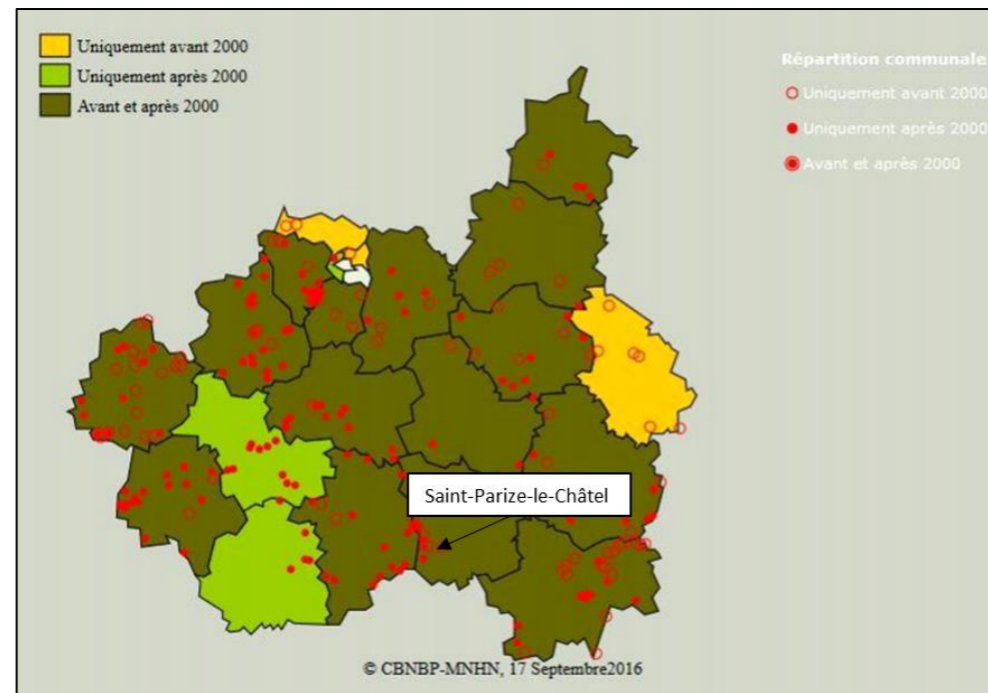 Uniquement avant 2000
Uniquement après 2000
Avant et après 2000
Répartition communale
Uniquement avant 2000
Uniquement après 2000
Avant et après 2000
Saint-Parize-le-Châtel
© CBNBP-MNHN, 17 Septembre2016